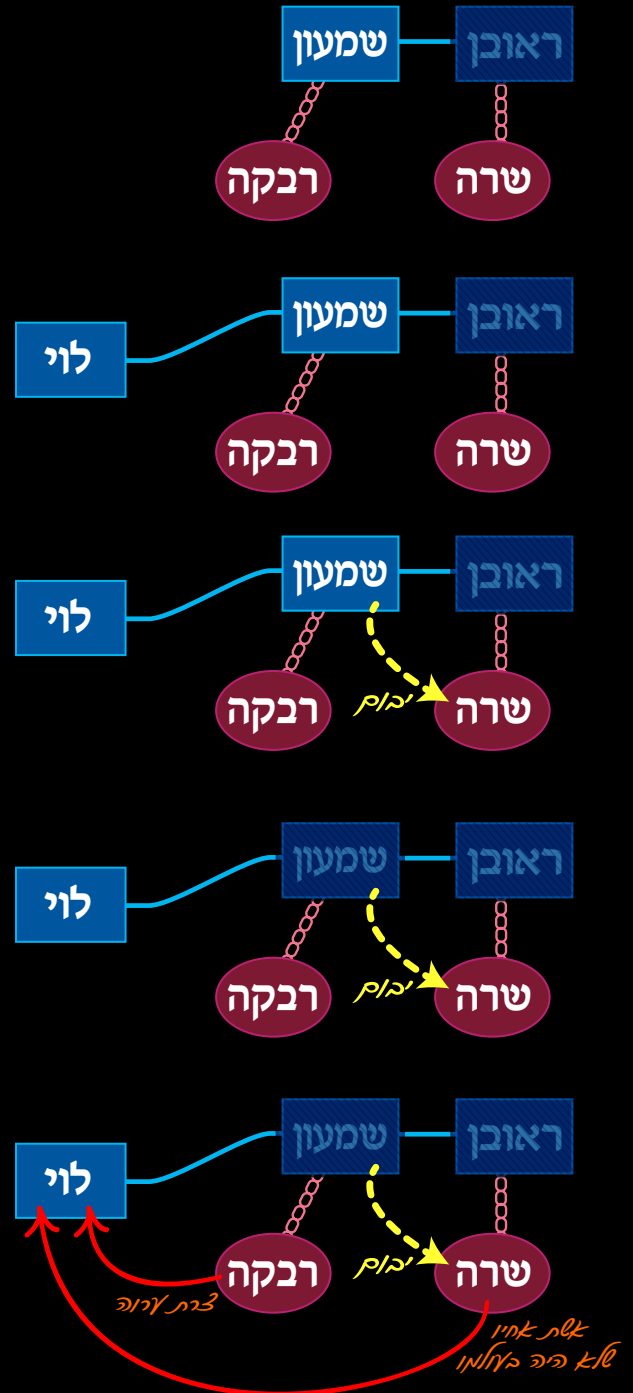 ראובן שמעון
שרה רבקה
ראובן שמעון לוי
שרה רבקה
ראובן שמעון לוי
שרה יבום רבקה
ראובן שמעון לוי
שרה יבום רבקה
ראובן שמעון לוי
שרה יבום רבקה
צרת ערוה
אשת אחיו
שלא היה בעולמו